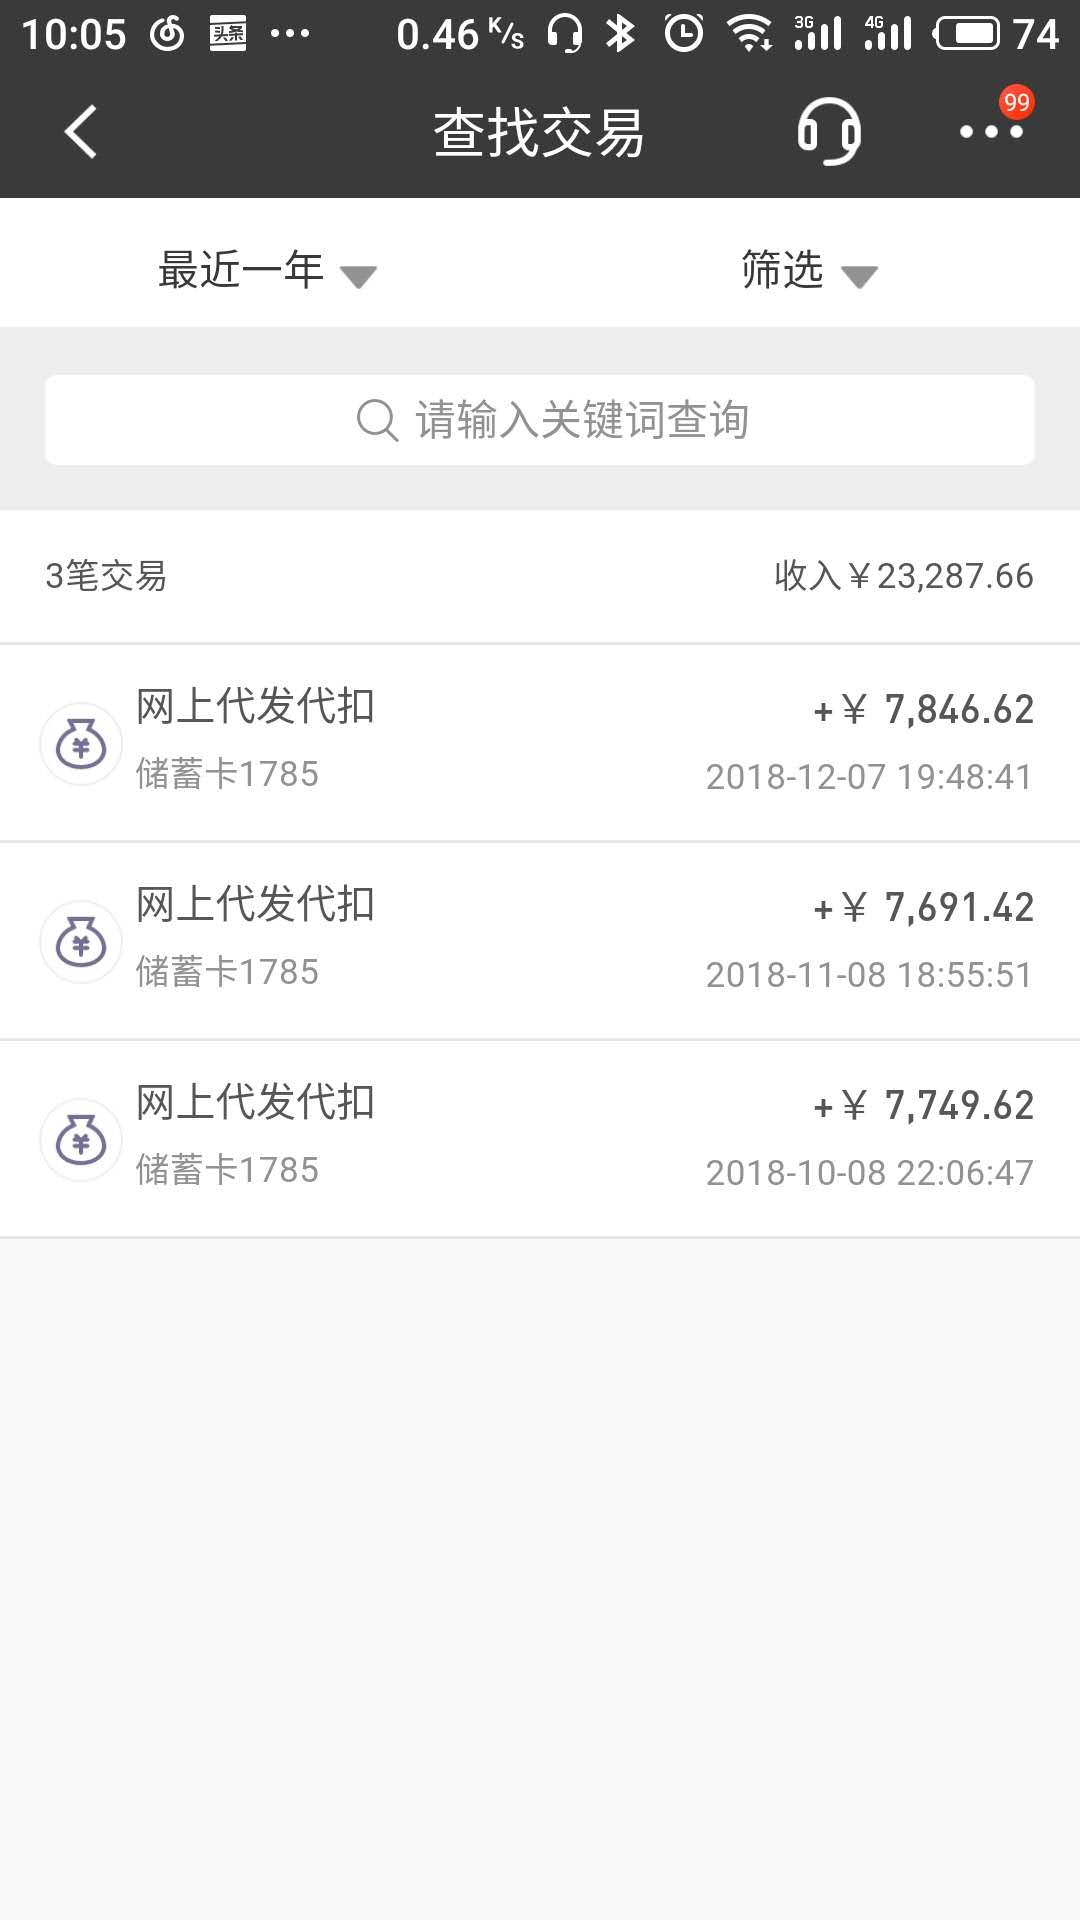 10:05 头条 ... 0.46 K/s 3G 4G 74
查找交易 99
最近一年 筛选
请输入关键词查询
3笔交易 收入￥23,287.66
网上代发代扣 +￥ 7,846.62
储蓄卡1785 2018-12-07 19:48:41
网上代发代扣 +￥ 7,691.42
储蓄卡1785 2018-11-08 18:55:51
网上代发代扣 +￥ 7,749.62
储蓄卡1785 2018-10-08 22:06:47